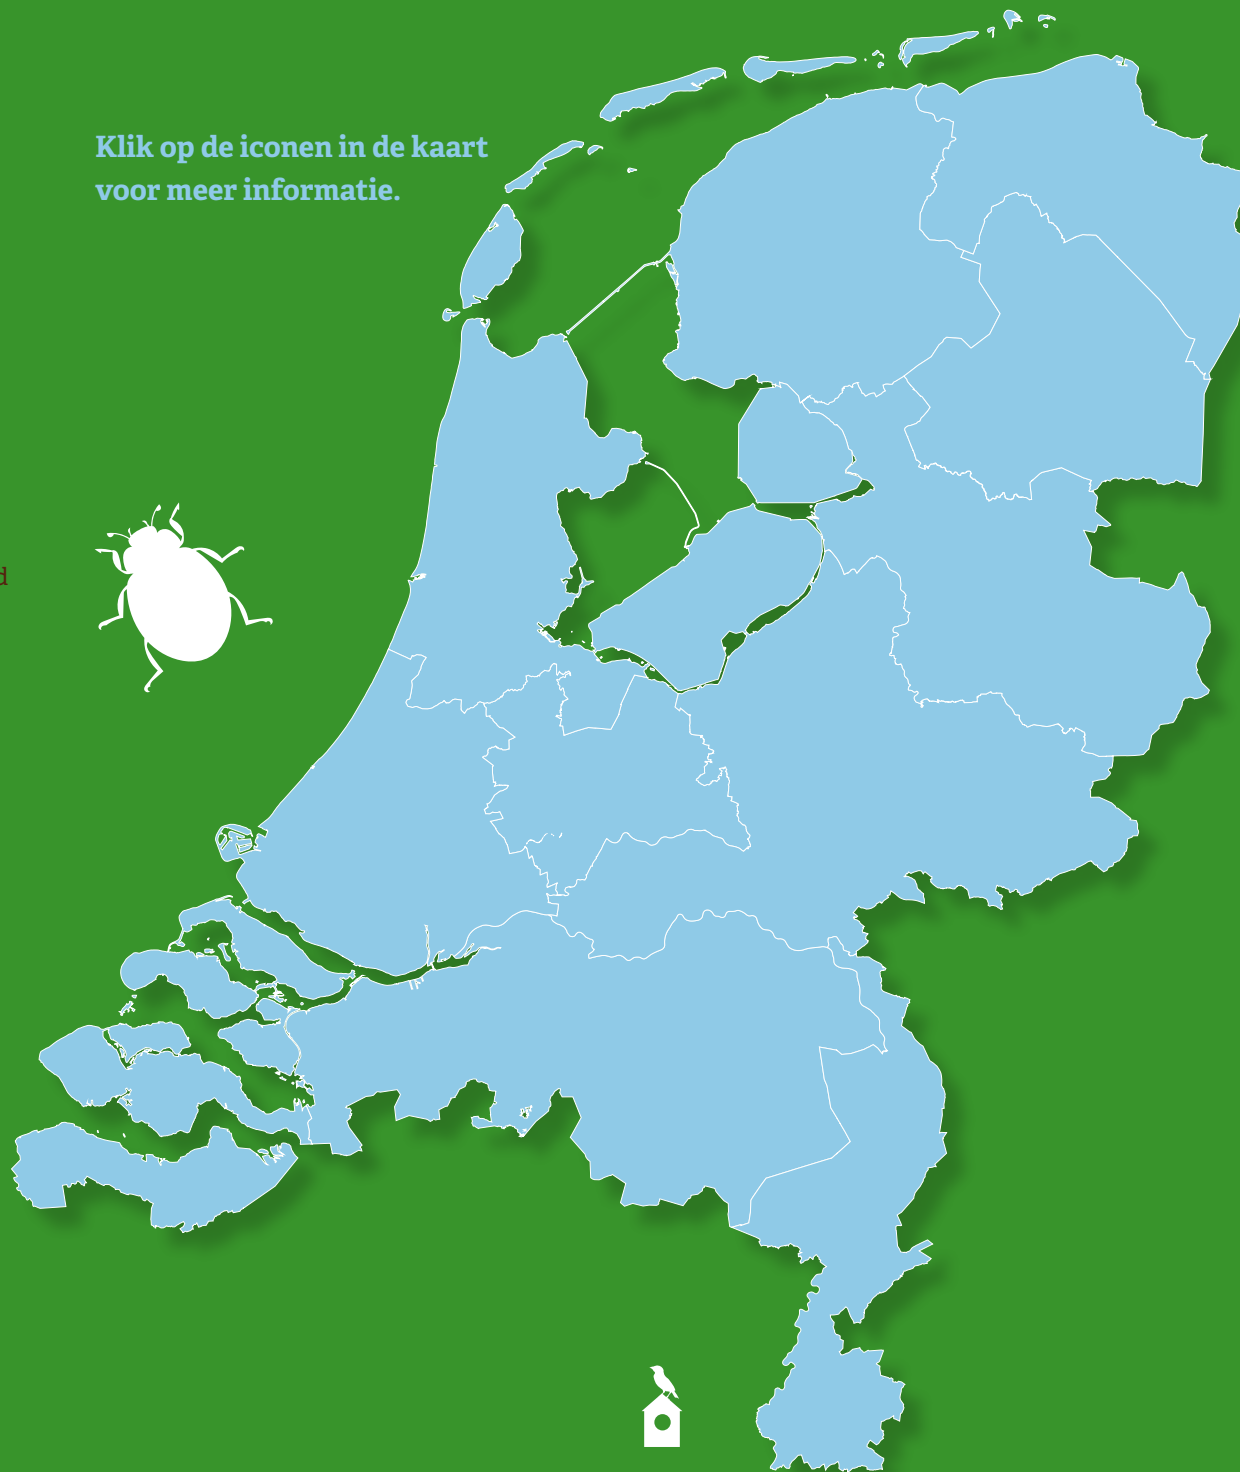 Klik op de iconen in de kaart
voor meer informatie.
d